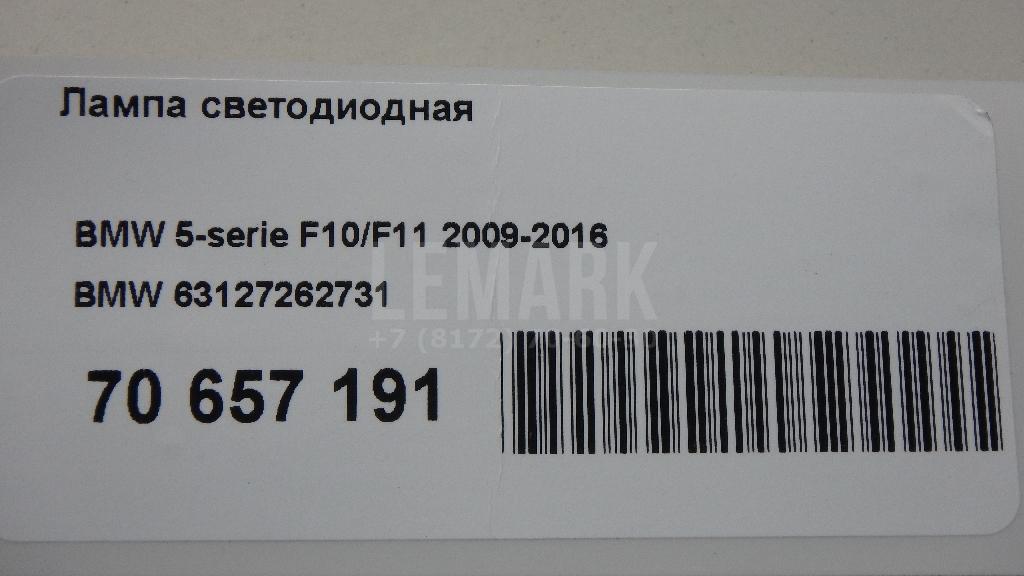 Лампа светодиодная
BMW 5-serie F10/F11 2009-2016
BMW 63127262731
LEMARK
70 657 191